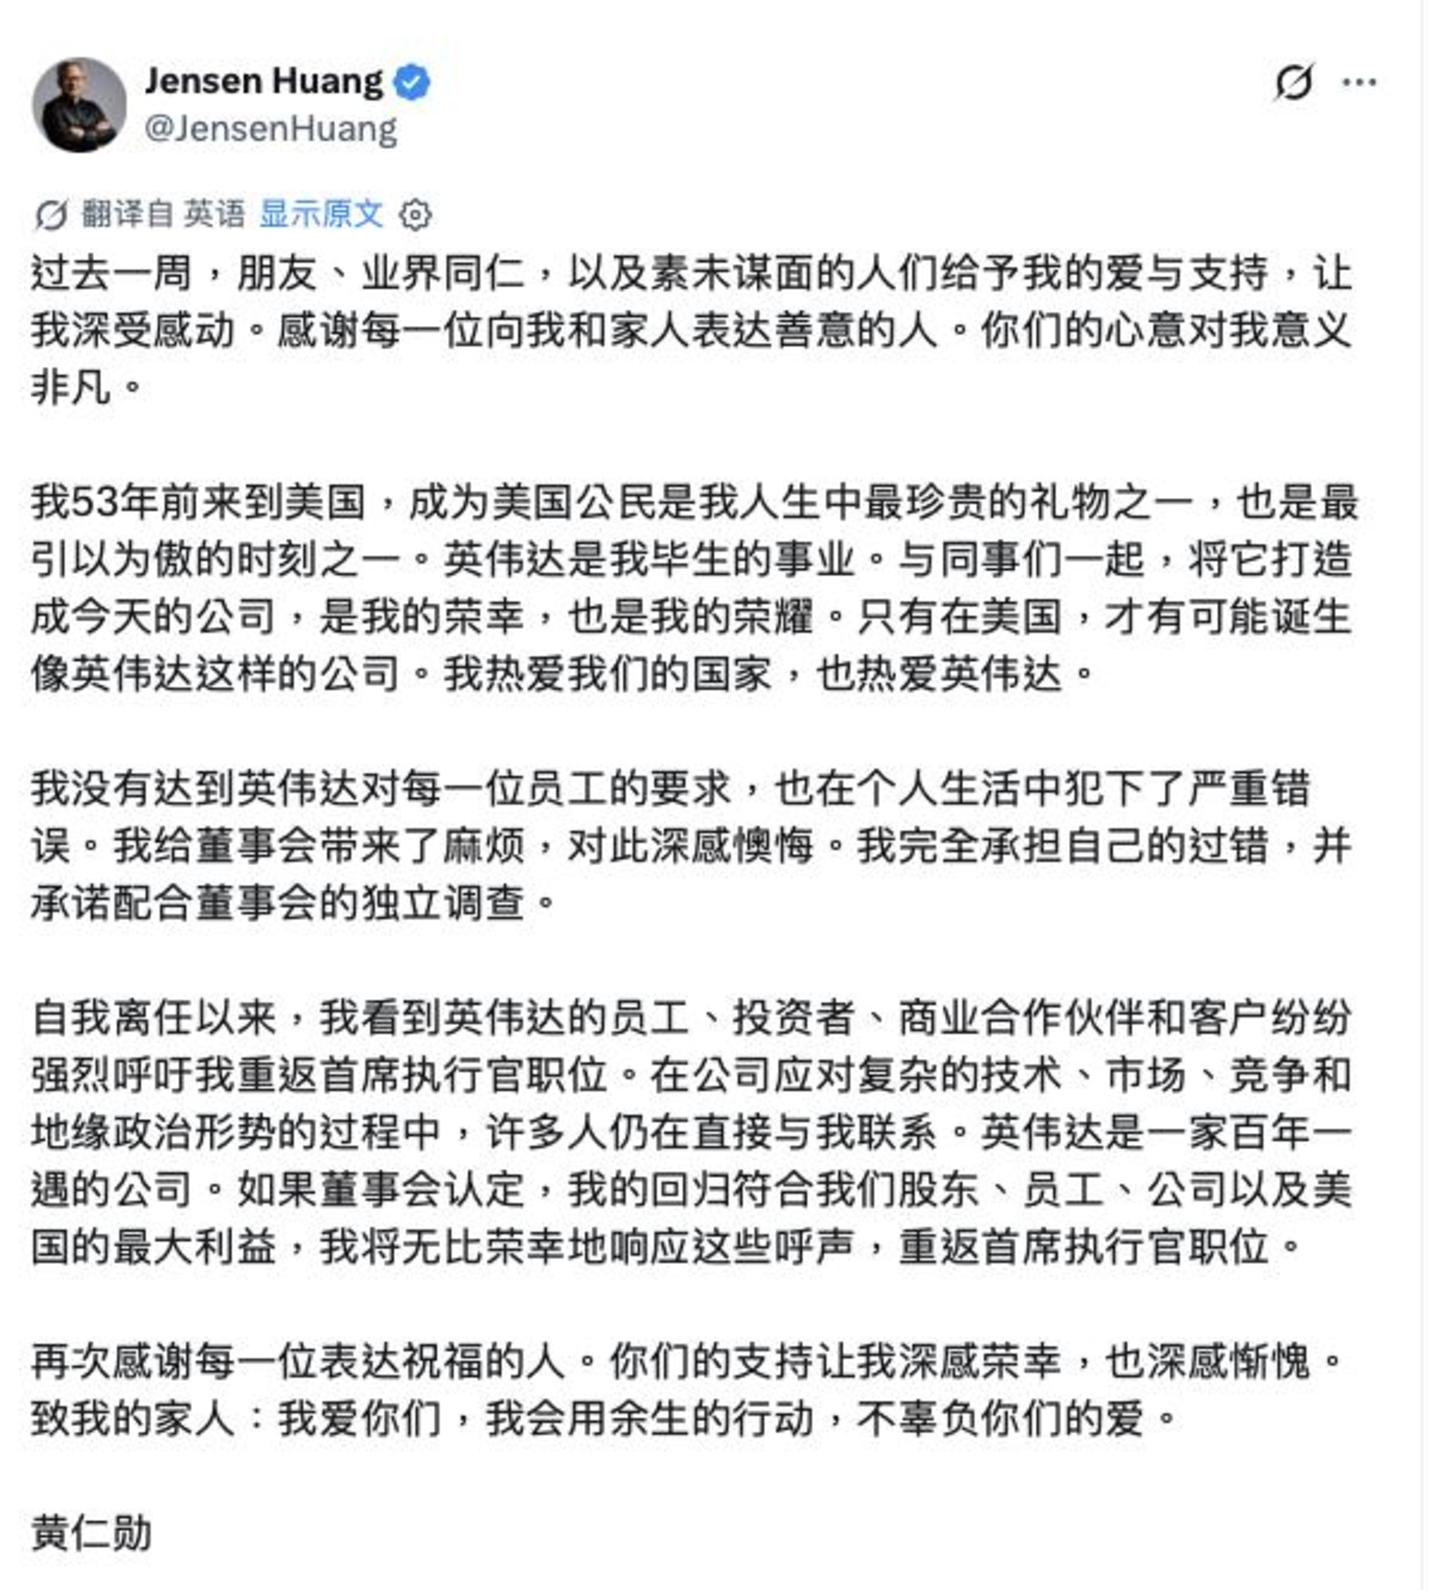 Jensen Huang
@JensenHuang
翻译自 英语 显示原文
过去一周，朋友、业界同仁，以及素未谋面的人们给予我的爱与支持，让
我深受感动。感谢每一位向我和家人表达善意的人。你们的心意对我意义
非凡。
我53年前来到美国，成为美国公民是我人生中最珍贵的礼物之一，也是最
引以为傲的时刻之一。英伟达是我毕生的事业。与同事们一起，将它打造
成今天的公司，是我的荣幸，也是我的荣耀。只有在美国，才有可能诞生
像英伟达这样的公司。我热爱我们的国家，也热爱英伟达。
我没有达到英伟达对每一位员工的要求，也在个人生活中犯下了严重错
误。我给董事会带来了麻烦，对此深感懊悔。我完全承担自己的过错，并
承诺配合董事会的独立调查。
自我离任以来，我看到英伟达的员工、投资者、商业合作伙伴和客户纷纷
强烈呼吁我重返首席执行官职位。在公司应对复杂的技术、市场、竞争和
地缘政治形势的过程中，许多人仍在直接与我联系。英伟达是一家百年一
遇的公司。如果董事会认定，我的回归符合我们股东、员工、公司以及美
国的最大利益，我将无比荣幸地响应这些呼声，重返首席执行官职位。
再次感谢每一位表达祝福的人。你们的支持让我深感荣幸，也深感惭愧。
致我的家人：我爱你们，我会用余生的行动，不辜负你们的爱。
黄仁勋